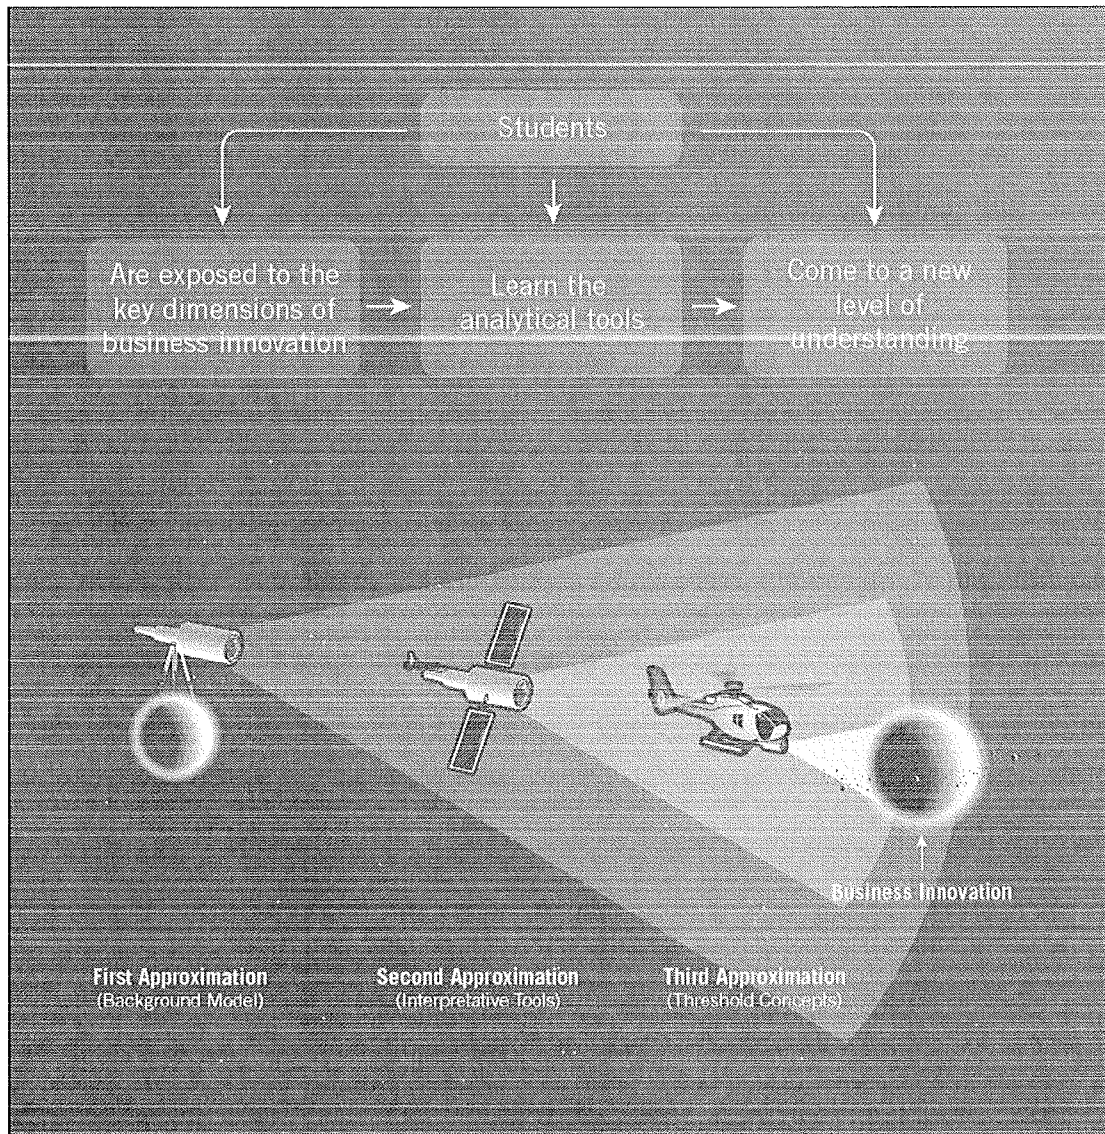 Students
Are exposed to the
key dimensions of
business innovation
Learn the
analytical tools
Come to a new
level of
understanding
Business Innovation
First Approximation
(Background Model)
Second Approximation
(Interpretative Tools)
Third Approximation
(Threshold Concepts)